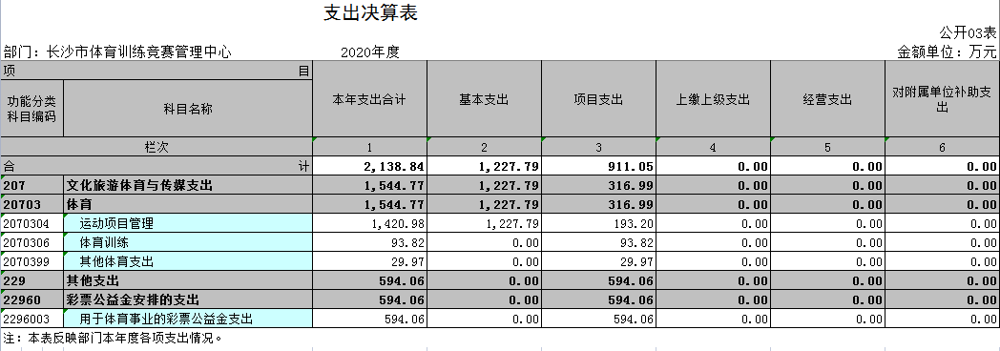 支出决算表
公开03表
部门：长沙市体育训练竞赛管理中心 2020年度 金额单位：万元
项 目 本年支出合计 基本支出 项目支出 上缴上级支出 经营支出 对附属单位补助支出
功能分类科目编码 科目名称
栏次 1 2 3 4 5 6
合 计 2,138.84 1,227.79 911.05 0.00 0.00 0.00
207 文化旅游体育与传媒支出 1,544.77 1,227.79 316.99 0.00 0.00 0.00
20703 体育 1,544.77 1,227.79 316.99 0.00 0.00 0.00
2070304 运动项目管理 1,420.98 1,227.79 193.20 0.00 0.00 0.00
2070306 体育训练 93.82 0.00 93.82 0.00 0.00 0.00
2070399 其他体育支出 29.97 0.00 29.97 0.00 0.00 0.00
229 其他支出 594.06 0.00 594.06 0.00 0.00 0.00
22960 彩票公益金安排的支出 594.06 0.00 594.06 0.00 0.00 0.00
2296003 用于体育事业的彩票公益金支出 594.06 0.00 594.06 0.00 0.00 0.00
注：本表反映部门本年度各项支出情况。